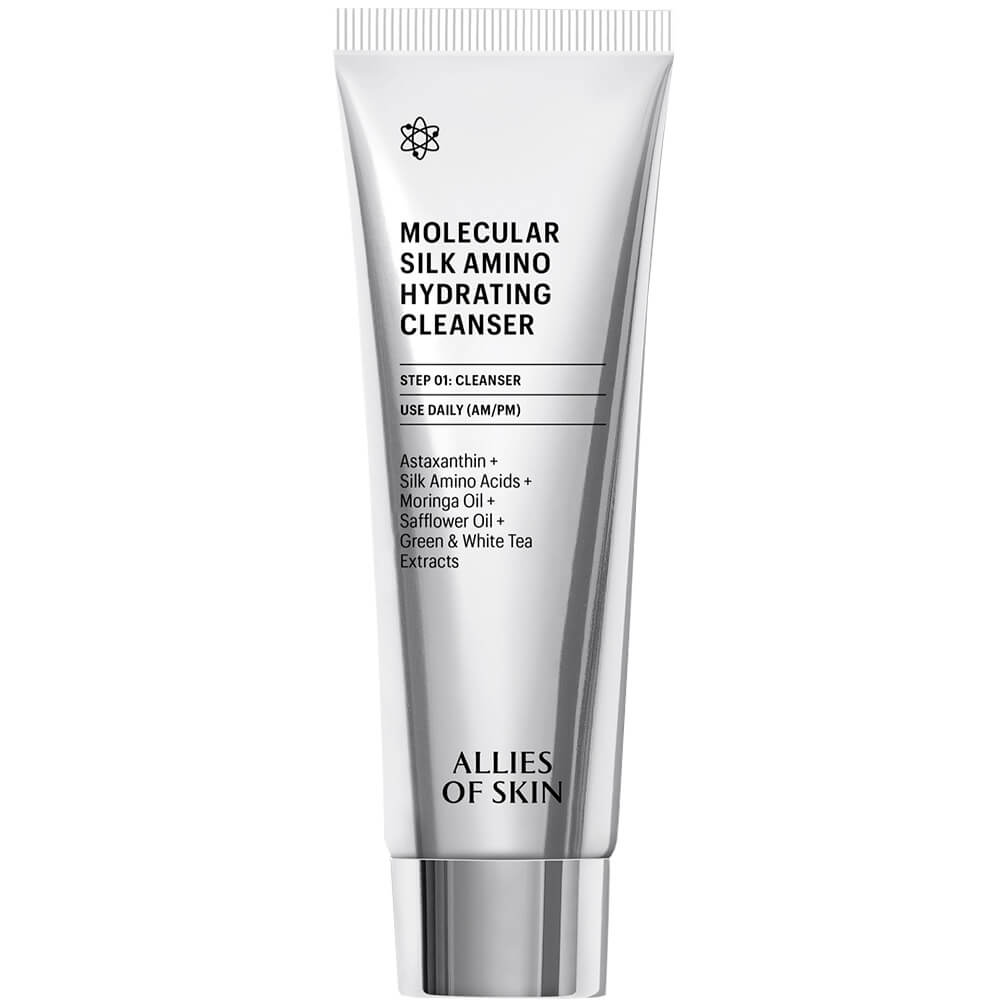 MOLECULAR
SILK AMINO
HYDRATING
CLEANSER
STEP 01: CLEANSER
USE DAILY (AM/PM)
Astaxanthin +
Silk Amino Acids +
Moringa Oil +
Safflower Oil +
Green & White Tea
Extracts
ALLIES
OF SKIN